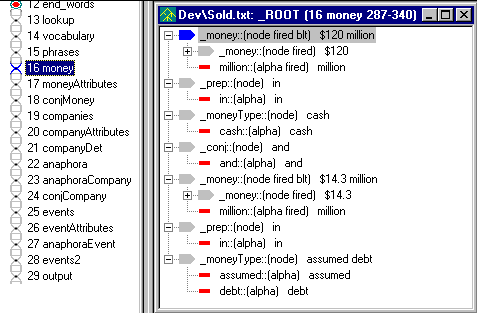 12 end_words
13 lookup
14 vocabulary
15 phrases
16 money
17 moneyAttributes
18 conjMoney
19 companies
20 companyAttributes
21 companyDet
22 anaphora
23 anaphoraCompany
24 conjCompany
25 events
26 eventAttributes
27 anaphoraEvent
28 events2
29 output
Dev\Sold.txt: _ROOT (16 money 287-340)
_money::(node fired blt) $120 million
_money::(node fired) $120
million::(alpha fired) million
_prep::(node) in
in::(alpha) in
_moneyType::(node) cash
cash::(alpha) cash
_conj::(node) and
and::(alpha) and
_money::(node fired blt) $14.3 million
_money::(node fired) $14.3
million::(alpha fired) million
_prep::(node) in
in::(alpha) in
_moneyType::(node) assumed debt
assumed::(alpha) assumed
debt::(alpha) debt